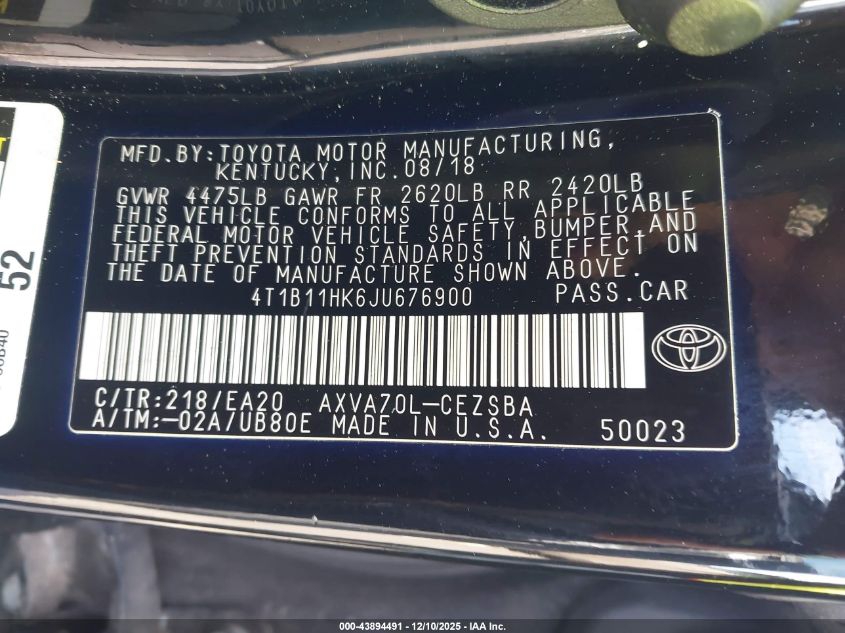 MFD.BY:TOYOTA MOTOR MANUFACTURING,
KENTUCKY,INC.08/18
GVWR 4475LB GAWR FR 2620LB RR 2420LB
THIS VEHICLE CONFORMS TO ALL APPLICABLE
FEDERAL MOTOR VEHICLE SAFETY,BUMPER,AND
THEFT PREVENTION STANDARDS IN EFFECT ON
THE DATE OF MANUFACTURE SHOWN ABOVE.
4T1B11HK6JU676900 PASS.CAR
C/TR:218/EA20 AXVA70L-CEZSBA
A/TM:-02A/UB80E MADE IN U.S.A. 50023
52
000-43894491 - 12/10/2025 - IAA Inc.